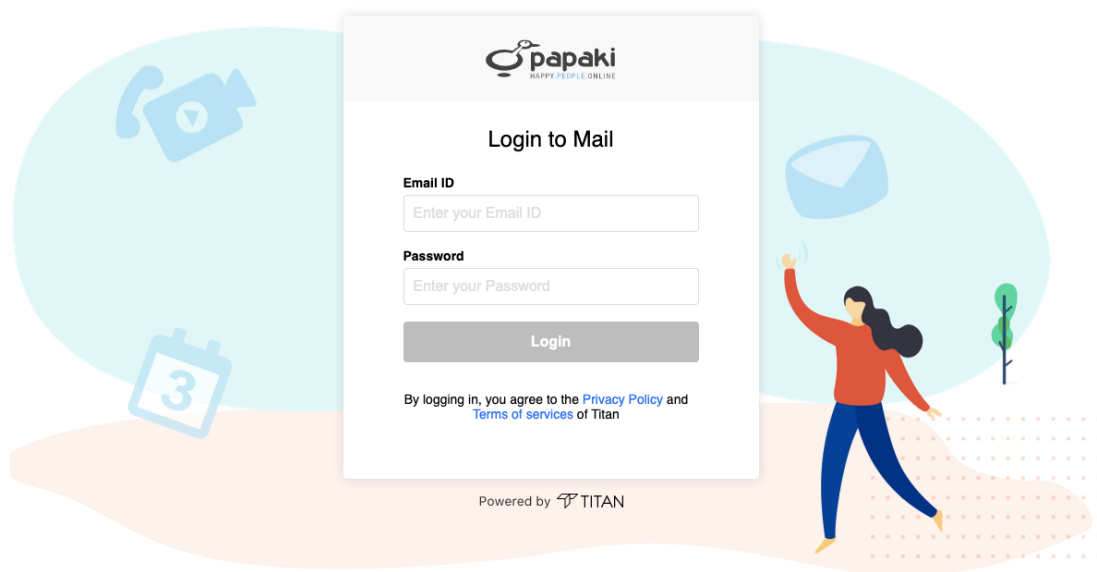 papaki
HAPPY.PEOPLE.ONLINE
Login to Mail
Email ID
Enter your Email ID
Password
Enter your Password
Login
By logging in, you agree to the Privacy Policy and
Terms of services of Titan
3
Powered by TITAN